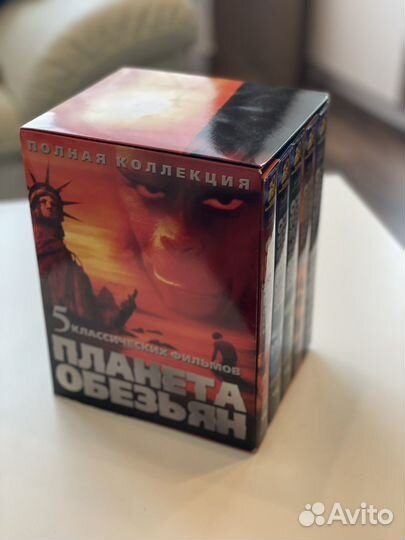 ПОЛНАЯ КОЛЛЕКЦИЯ
5 КЛАССИЧЕСКИХ ФИЛЬМОВ
ПЛАНЕТА
ОБЕЗЬЯН
Avito